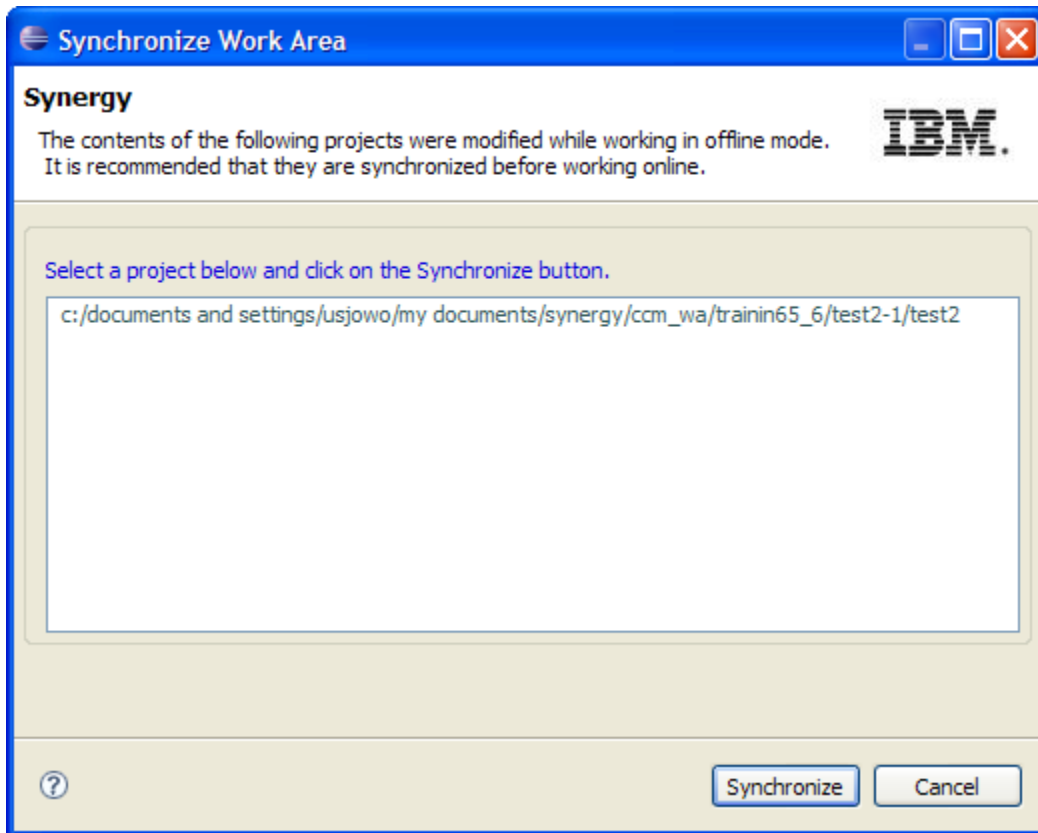 Synchronize Work Area
Synergy
The contents of the following projects were modified while working in offline mode.
It is recommended that they are synchronized before working online.
IBM.
Select a project below and click on the Synchronize button.
c:/documents and settings/usjowo/my documents/synergy/ccm_wa/trainin65_6/test2-1/test2
?
Synchronize
Cancel